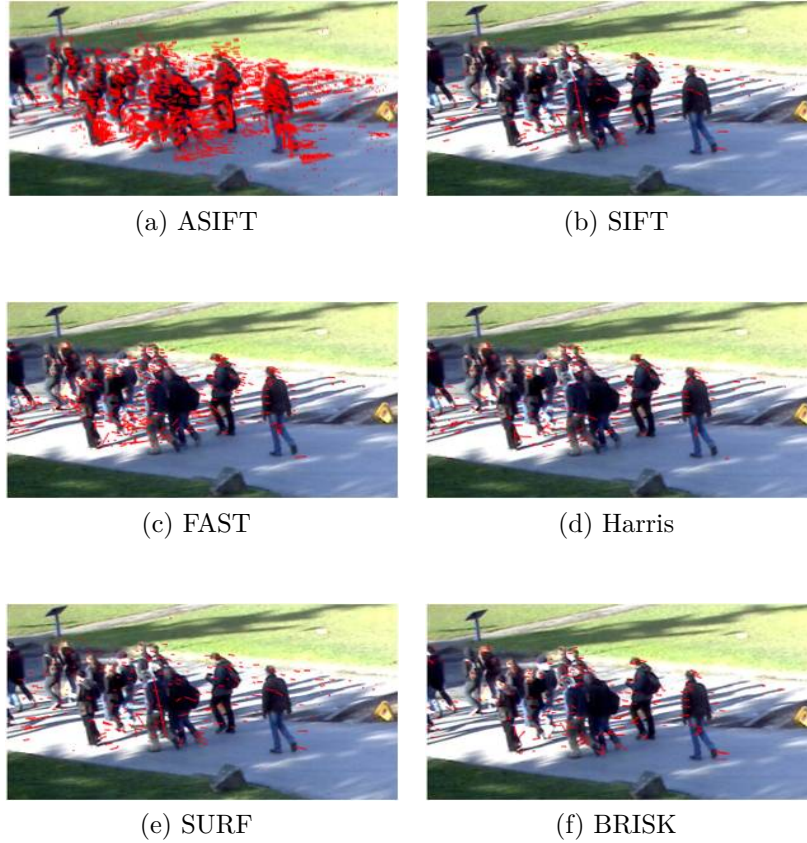 (a) ASIFT
(b) SIFT
(c) FAST
(d) Harris
(e) SURF
(f) BRISK